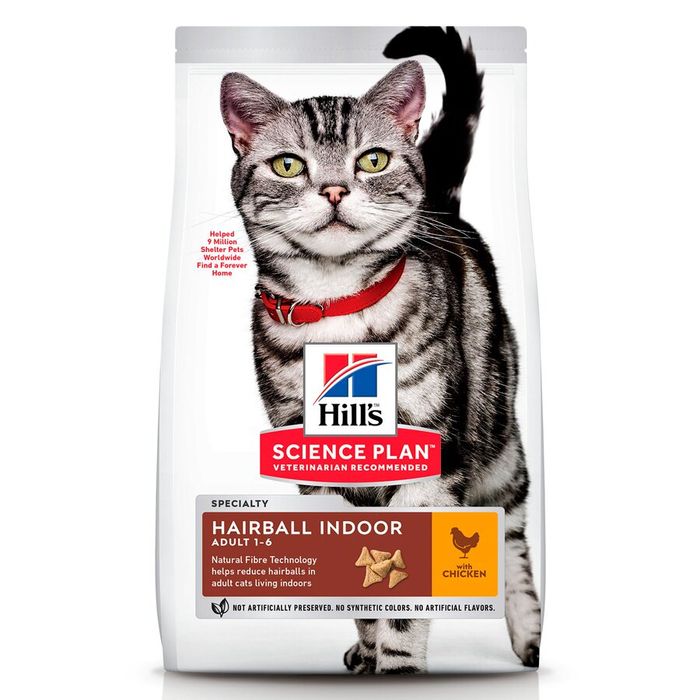 Helped
9 Million
Shelter Pets
Worldwide
Find a Forever
Home
Hill's™
SCIENCE PLAN™
VETERINARIAN RECOMMENDED
SPECIALTY
HAIRBALL INDOOR
ADULT 1-6
Natural Fibre Technology
helps reduce hairballs in
adult cats living indoors
with
CHICKEN
NOT ARTIFICIALLY PRESERVED. NO SYNTHETIC COLORS. NO ARTIFICIAL FLAVORS.